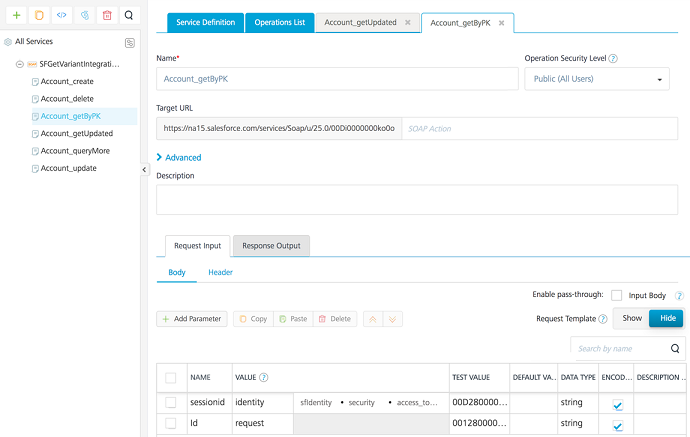 All Services
SFGetVariantIntegrati...
Account_create
Account_delete
Account_getByPK
Account_getUpdated
Account_queryMore
Account_update
Service Definition
Operations List
Account_getUpdated
Account_getByPK
Name*
Operation Security Level
Account_getByPK
Public (All Users)
Target URL
https://na15.salesforce.com/services/Soap/u/25.0/00Di0000000ko0o
SOAP Action
Advanced
Description
Request Input
Response Output
Body
Header
Enable pass-through:
Input Body
Add Parameter
Copy
Paste
Delete
Request Template
Show
Hide
Search by name
NAME
VALUE
TEST VALUE
DEFAULT VA...
DATA TYPE
ENCOD...
DESCRIPTION
sessionid
identity
sfIdentity • security • access_to...
00D280000...
string
Id
request
001280000...
string